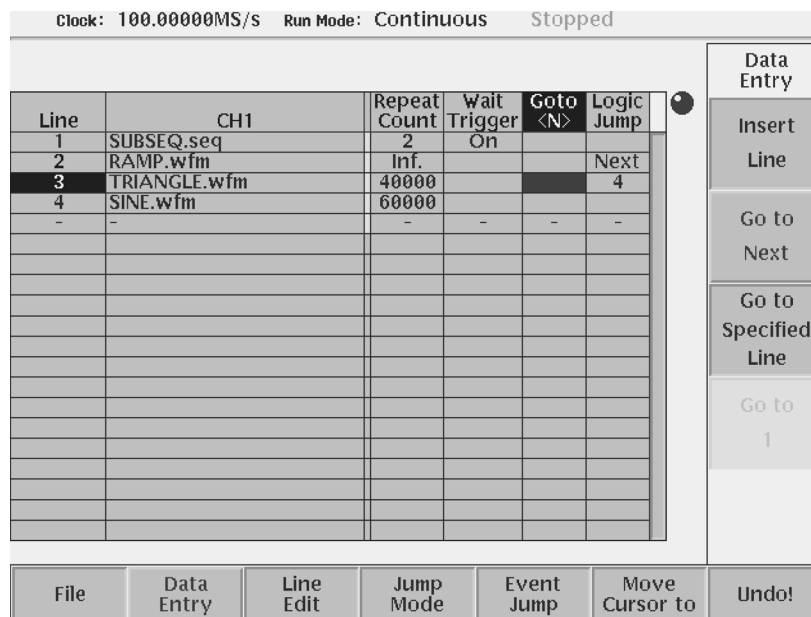 Clock: 100.00000MS/s Run Mode: Continuous Stopped
Data
Entry
Line CH1 Repeat Count Wait Trigger Goto <N> Logic Jump
1 SUBSEQ.seq 2 On
2 RAMP.wfm Inf. Next
3 TRIANGLE.wfm 40000 4
4 SINE.wfm 60000
- - - - - -
Insert
Line
Go to
Next
Go to
Specified
Line
Go to
1
File Data Entry Line Edit Jump Mode Event Jump Move Cursor to Undo!